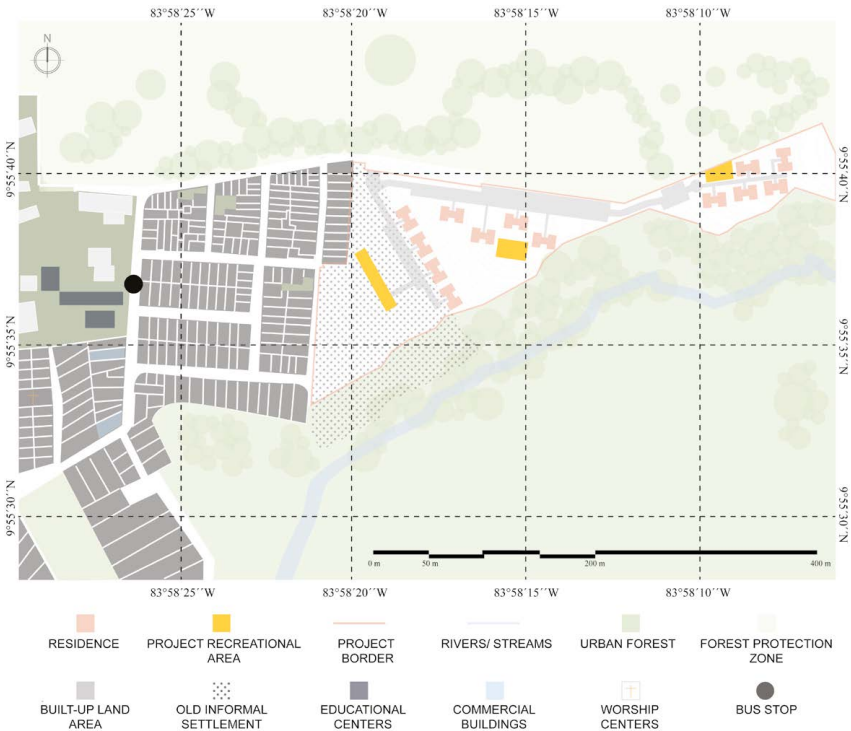 83°58´25´´W 83°58´20´´W 83°58´15´´W 83°58´10´´W
N
9°55´40´´N 9°55´40´´N
9°55´35´´N 9°55´35´´N
9°55´30´´N 9°55´30´´N
0 m 50 m 200 m 400 m
83°58´25´´W 83°58´20´´W 83°58´15´´W 83°58´10´´W
RESIDENCE
PROJECT RECREATIONAL
AREA
PROJECT
BORDER
RIVERS/ STREAMS
URBAN FOREST
FOREST PROTECTION
ZONE
BUILT-UP LAND
AREA
OLD INFORMAL
SETTLEMENT
EDUCATIONAL
CENTERS
COMMERCIAL
BUILDINGS
WORSHIP
CENTERS
BUS STOP